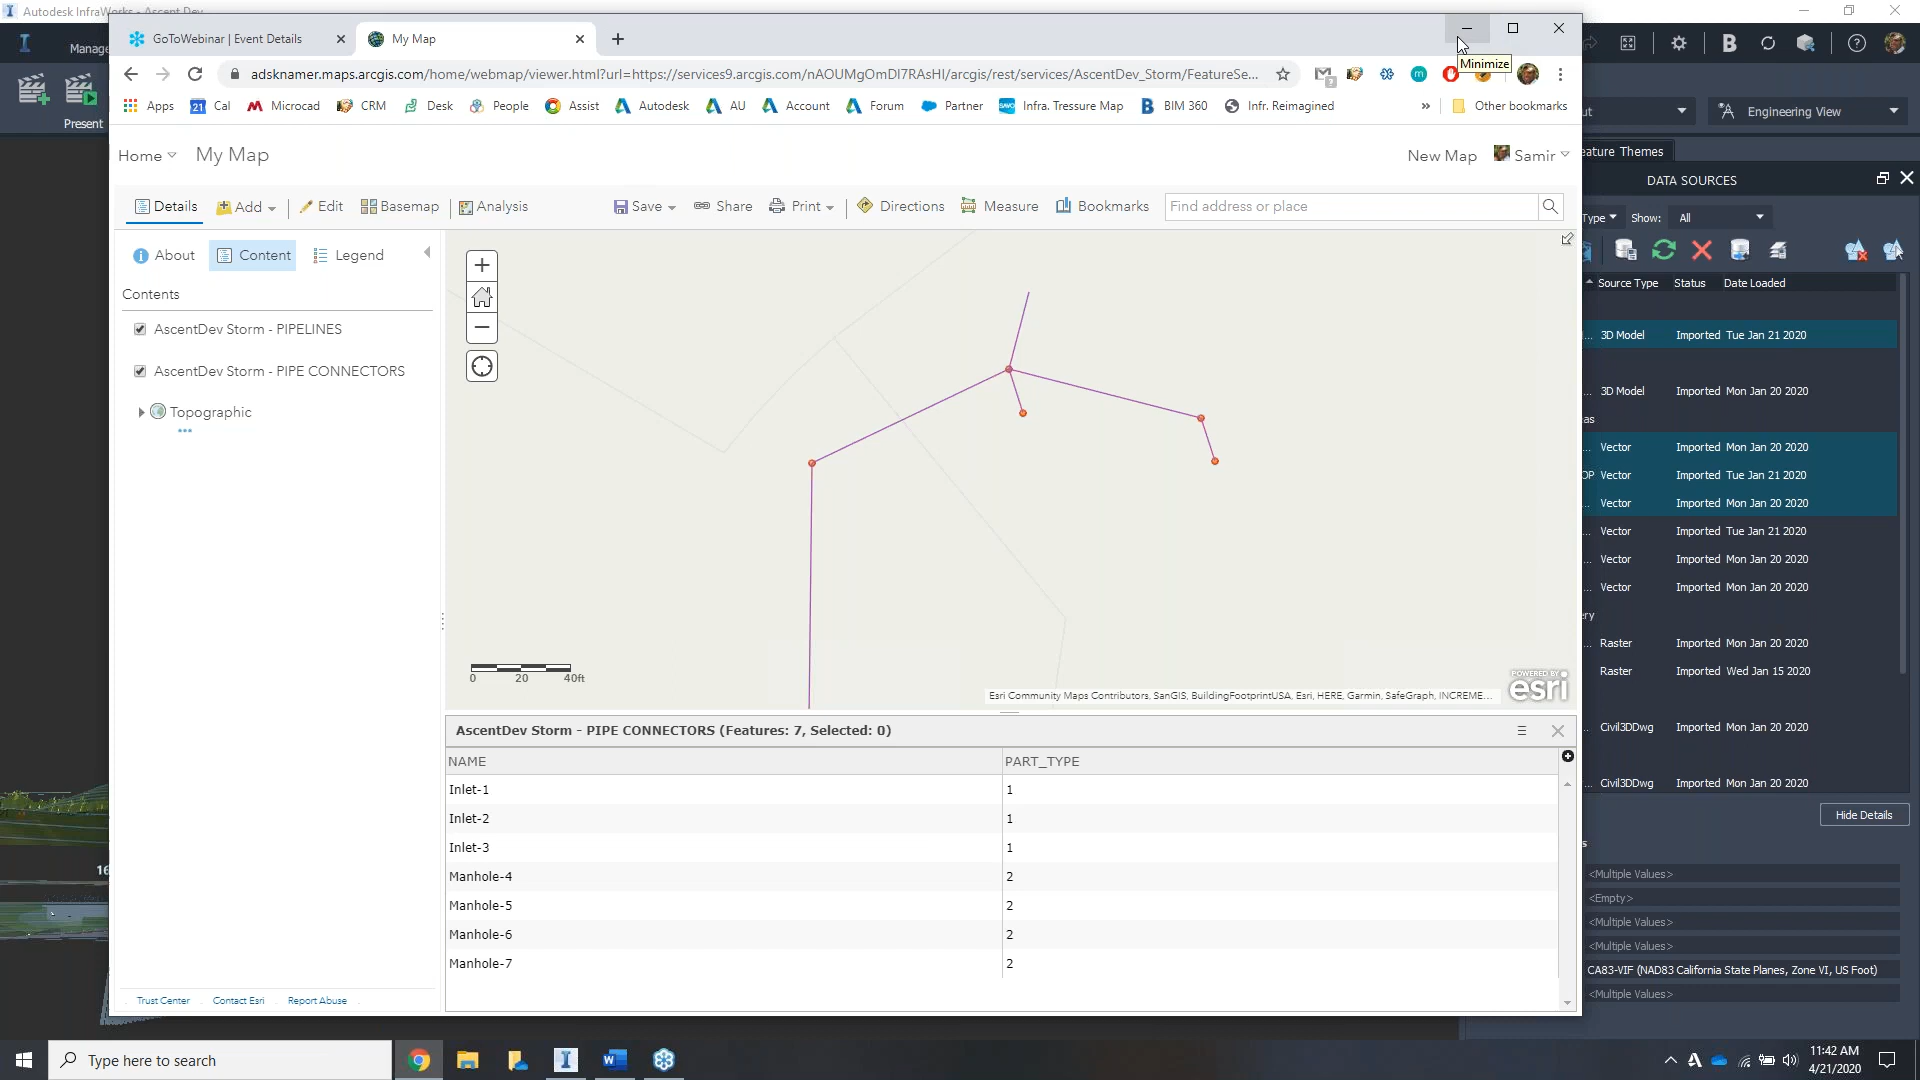 Autodesk InfraWorks - Ascent Dev
GoToWebinar | Event Details
My Map
Manage
Minimize
adsknamer.maps.arcgis.com/home/webmap/viewer.html?url=https://services9.arcgis.com/nAOUMgOmDI7RAsHI/arcgis/rest/services/AscentDev_Storm/FeatureSe...
Apps
21 Cal
Microcad
CRM
Desk
People
Assist
Autodesk
AU
Account
Forum
Partner
Infra. Tressure Map
BIM 360
Infr. Reimagined
»
Other bookmarks
Present
Engineering View
Home
My Map
New Map
Samir
eature Themes
DATA SOURCES
Details
Add
Edit
Basemap
Analysis
Save
Share
Print
Directions
Measure
Bookmarks
Find address or place
Type
Show:
All
About
Content
Legend
Contents
AscentDev Storm - PIPELINES
AscentDev Storm - PIPE CONNECTORS
Topographic
Source Type Status Date Loaded
3D Model Imported Tue Jan 21 2020
3D Model Imported Mon Jan 20 2020
as
Vector Imported Mon Jan 20 2020
OP Vector Imported Tue Jan 21 2020
Vector Imported Mon Jan 20 2020
Vector Imported Tue Jan 21 2020
Vector Imported Mon Jan 20 2020
Vector Imported Mon Jan 20 2020
ery
Raster Imported Mon Jan 20 2020
Raster Imported Wed Jan 15 2020
Civil3DDwg Imported Mon Jan 20 2020
Civil3DDwg Imported Mon Jan 20 2020
Hide Details
s
<Multiple Values>
<Empty>
<Multiple Values>
<Multiple Values>
CA83-VIF (NAD83 California State Planes, Zone VI, US Foot)
<Multiple Values>
0 20 40ft
Esri Community Maps Contributors, SanGIS, BuildingFootprintUSA, Esri, HERE, Garmin, SafeGraph, INCREME...
POWERED BY
esri
AscentDev Storm - PIPE CONNECTORS (Features: 7, Selected: 0)
NAME PART_TYPE
Inlet-1 1
Inlet-2 1
Inlet-3 1
Manhole-4 2
Manhole-5 2
Manhole-6 2
Manhole-7 2
Trust Center
Contact Esri
Report Abuse
16
Type here to search
11:42 AM
4/21/2020